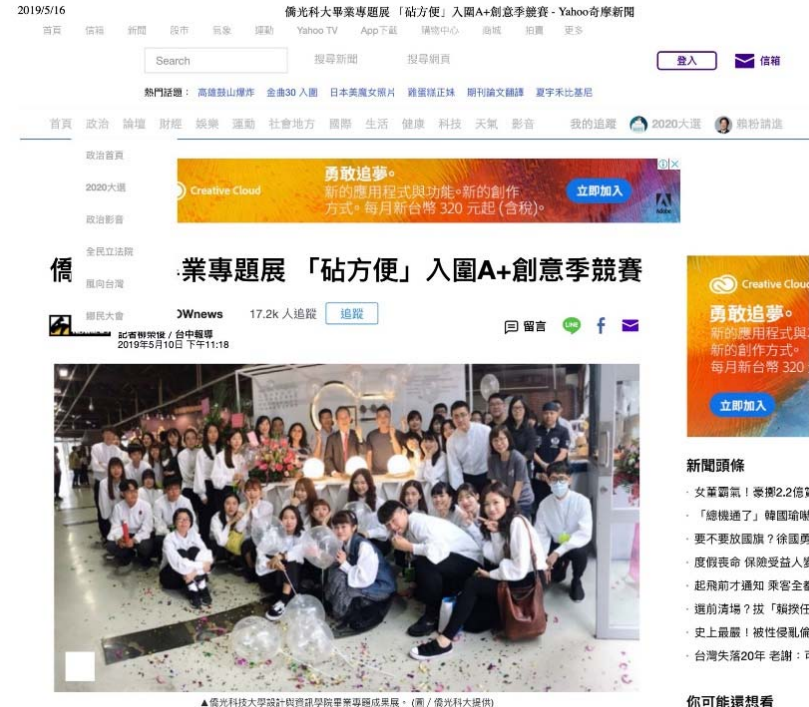 2019/5/16
僑光科大畢業專題展 「砧方便」入圍A+創意季競賽 - Yahoo奇摩新聞
首頁 信箱 新聞 股市 氣象 運動 Yahoo TV App下載 購物中心 商城 拍賣 更多
Search 搜尋新聞 搜尋網頁 登入 信箱
熱門話題： 高雄鼓山爆炸 金曲30 入圍 日本美魔女照片 雞蛋糕正妹 期刊論文翻譯 夏宇禾比基尼
首頁 政治 論壇 財經 娛樂 運動 社會地方 國際 生活 健康 科技 天氣 影音 我的追蹤 2020大選 賴粉請進
政治首頁
2020大選
政治影音
全民立法院
風向台灣
鄉民大會
Creative Cloud
勇敢追夢。
新的應用程式與功能。新的創作
方式。每月新台幣 320 元起 (含稅)。
立即加入
Adobe
僑 業專題展 「砧方便」入圍A+創意季競賽
OWnews 17.2k 人追蹤 追蹤
記者柳榮俊 / 台中報導
2019年5月10日 下午11:18
留言
LINE
▲僑光科技大學設計與資訊學院畢業專題成果展。 (圖 / 僑光科大提供)
Creative Cloud
勇敢追夢。
新的應用程式與
新的創作方式。
每月新台幣 320
立即加入
新聞頭條
· 女董霸氣！豪擲2.2億
· 「總機通了」韓國瑜
· 要不要放國旗？徐國勇
· 度假喪命 保險受益人
· 起飛前才通知 乘客全
· 選前清場？拔「賴揆任
· 史上最嚴！被性侵亂倫
· 台灣失落20年 老謝：
你可能還想看